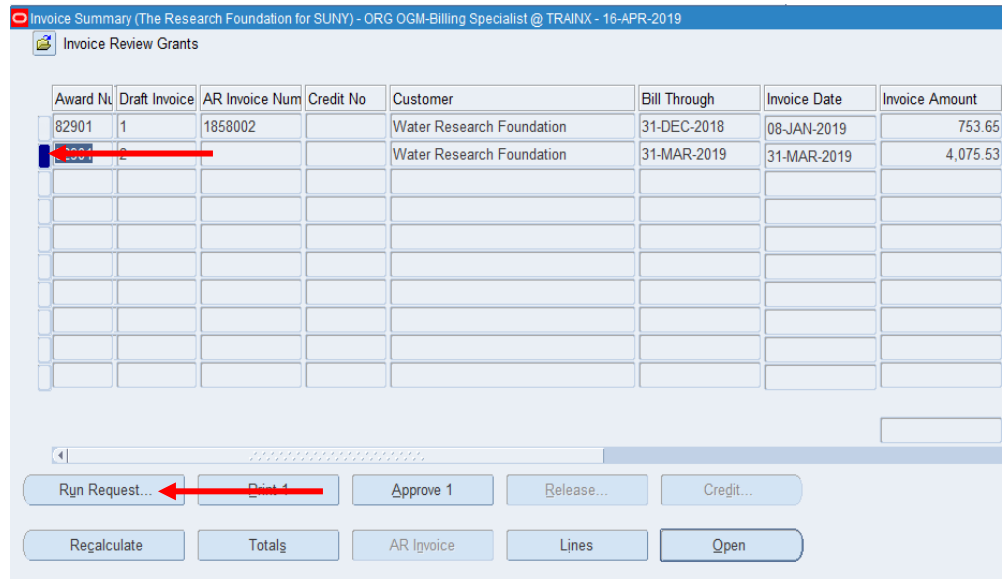 Invoice Summary (The Research Foundation for SUNY) - ORG OGM-Billing Specialist @ TRAINX - 16-APR-2019
Invoice Review Grants
Award Nu Draft Invoice AR Invoice Num Credit No Customer Bill Through Invoice Date Invoice Amount
82901 1 1858002 Water Research Foundation 31-DEC-2018 08-JAN-2019 753.65
82901 2 Water Research Foundation 31-MAR-2019 31-MAR-2019 4,075.53
Run Request... Print 1 Approve 1 Release... Credit...
Recalculate Totals AR Invoice Lines Open